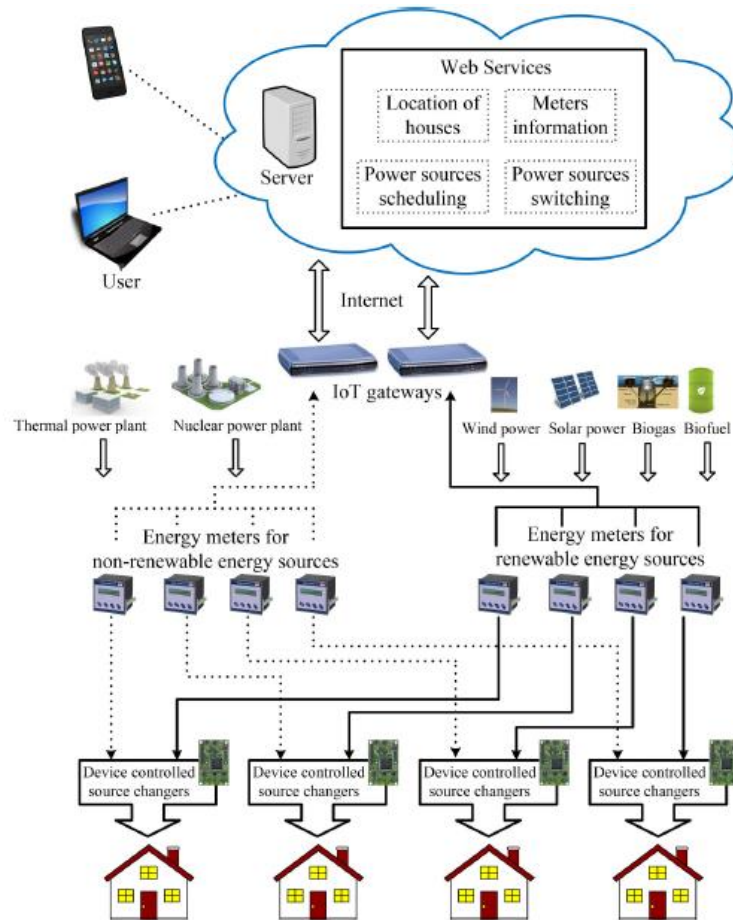 Web Services
Location of
houses
Meters
information
Server
Power sources
scheduling
Power sources
switching
User
Internet
IoT gateways
Thermal power plant
Nuclear power plant
Wind power
Solar power
Biogas
Biofuel
Energy meters for
non-renewable energy sources
Energy meters for
renewable energy sources
Device controlled
source changers
Device controlled
source changers
Device controlled
source changers
Device controlled
source changers